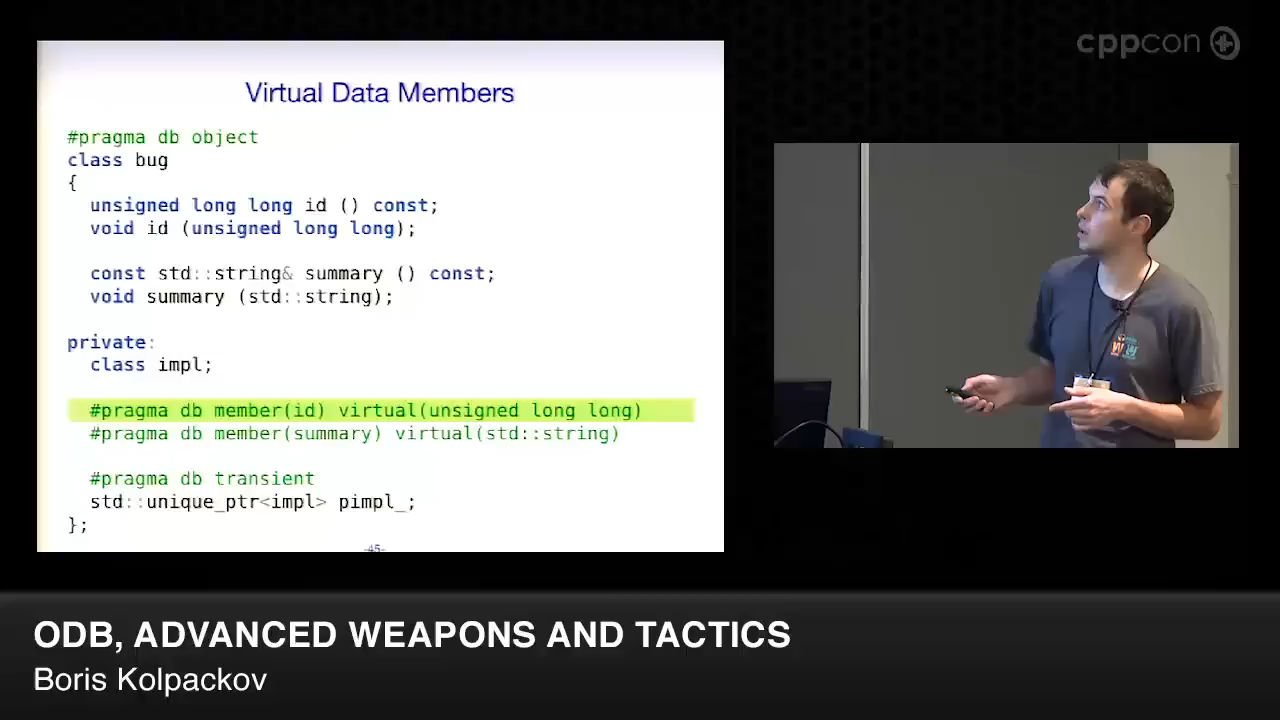 cppcon
Virtual Data Members
#pragma db object
class bug
{
unsigned long long id () const;
void id (unsigned long long);
const std::string& summary () const;
void summary (std::string);
private:
class impl;
#pragma db member(id) virtual(unsigned long long)
#pragma db member(summary) virtual(std::string)
#pragma db transient
std::unique_ptr<impl> pimpl_;
};
-45-
ODB, ADVANCED WEAPONS AND TACTICS
Boris Kolpackov